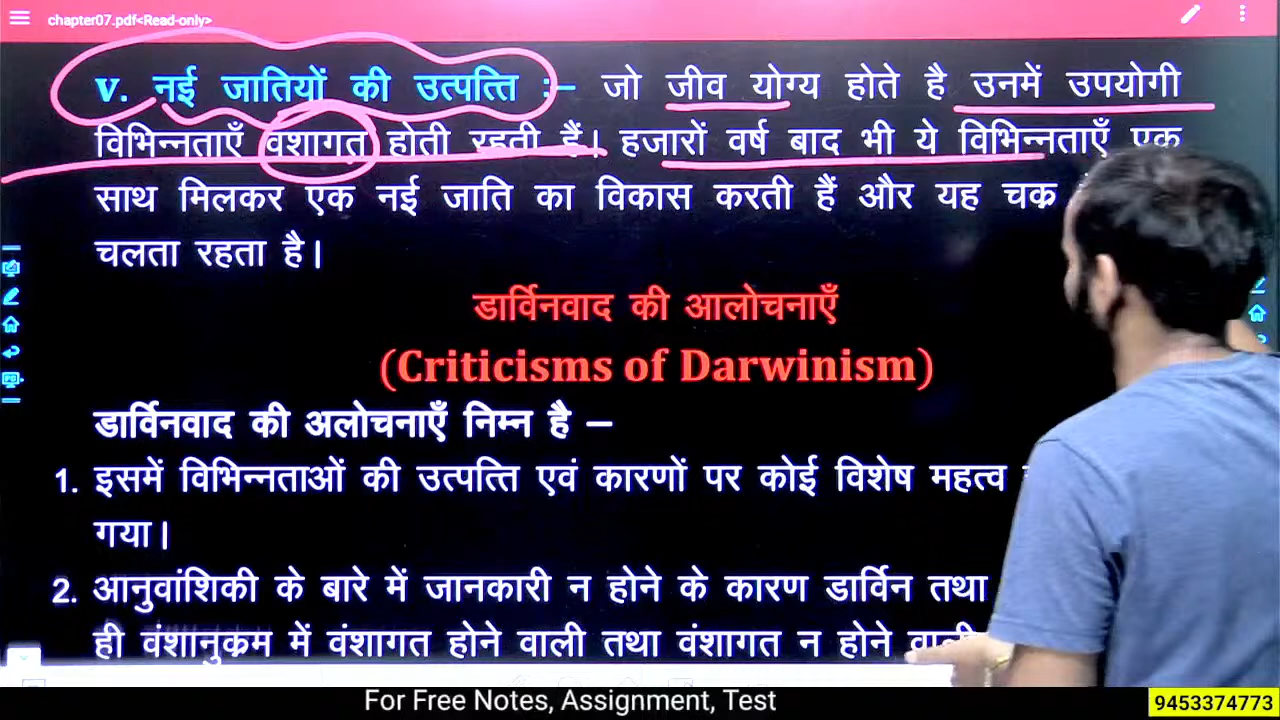 chapter07.pdf<Read-only>
v. नई जातियों की उत्पत्ति :– जो जीव योग्य होते है उनमें उपयोगी
विभिन्नताएँ वशागत होती रहती हैं। हजारों वर्ष बाद भी ये विभिन्नताएँ एक
साथ मिलकर एक नई जाति का विकास करती हैं और यह चक्र
चलता रहता है।
डार्विनवाद की आलोचनाएँ
(Criticisms of Darwinism)
डार्विनवाद की अलोचनाएँ निम्न है –
1. इसमें विभिन्नताओं की उत्पत्ति एवं कारणों पर कोई विशेष महत्व
गया।
2. आनुवांशिकी के बारे में जानकारी न होने के कारण डार्विन तथा
ही वंशानुक्रम में वंशागत होने वाली तथा वंशागत न होने
For Free Notes, Assignment, Test
9453374773